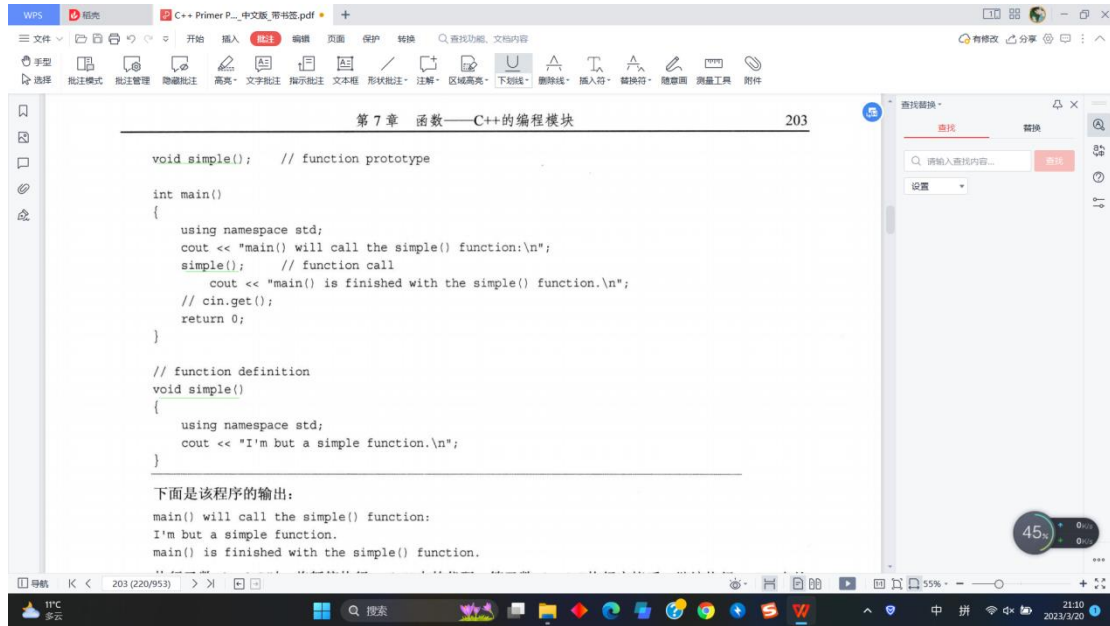 WPS 稻壳 C++ Primer P..._中文版_带书签.pdf +
文件 开始 插入 批注 编辑 页面 保护 转换 查找功能、文档内容 有修改 分享
手型 选择 批注模式 批注管理 隐藏批注 高亮 文字批注 指示批注 文本框 形状批注 注解 区域高亮 下划线 删除线 插入符 替换符 随意画 测量工具 附件
第 7 章 函数——C++的编程模块 203
void simple(); // function prototype
int main()
{
using namespace std;
cout << "main() will call the simple() function:\n";
simple(); // function call
cout << "main() is finished with the simple() function.\n";
// cin.get();
return 0;
}
// function definition
void simple()
{
using namespace std;
cout << "I'm but a simple function.\n";
}
下面是该程序的输出：
main() will call the simple() function:
I'm but a simple function.
main() is finished with the simple() function.
查找替换
查找 替换
请输入查找内容... 查找
设置
45%
0K/s
0K/s
导航 203 (220/953) 55%
11°C
多云
搜索
中 拼
21:10
2023/3/20